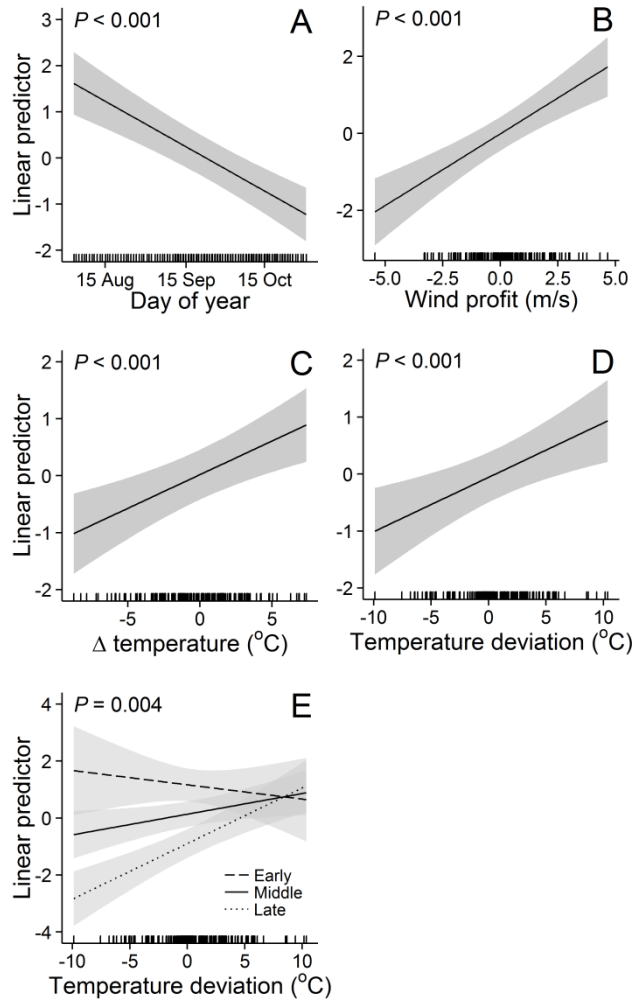 P < 0.001
A
3
2
1
0
-1
-2
Linear predictor
15 Aug
15 Sep
15 Oct
Day of year
P < 0.001
B
2
0
-2
-5.0
-2.5
0.0
2.5
5.0
Wind profit (m/s)
P < 0.001
C
2
1
0
-1
-2
Linear predictor
-5
0
5
Δ temperature (°C)
P < 0.001
D
2
1
0
-1
-2
-10
-5
0
5
10
Temperature deviation (°C)
P = 0.004
E
4
2
0
-2
-4
Linear predictor
Early
Middle
Late
-10
-5
0
5
10
Temperature deviation (°C)